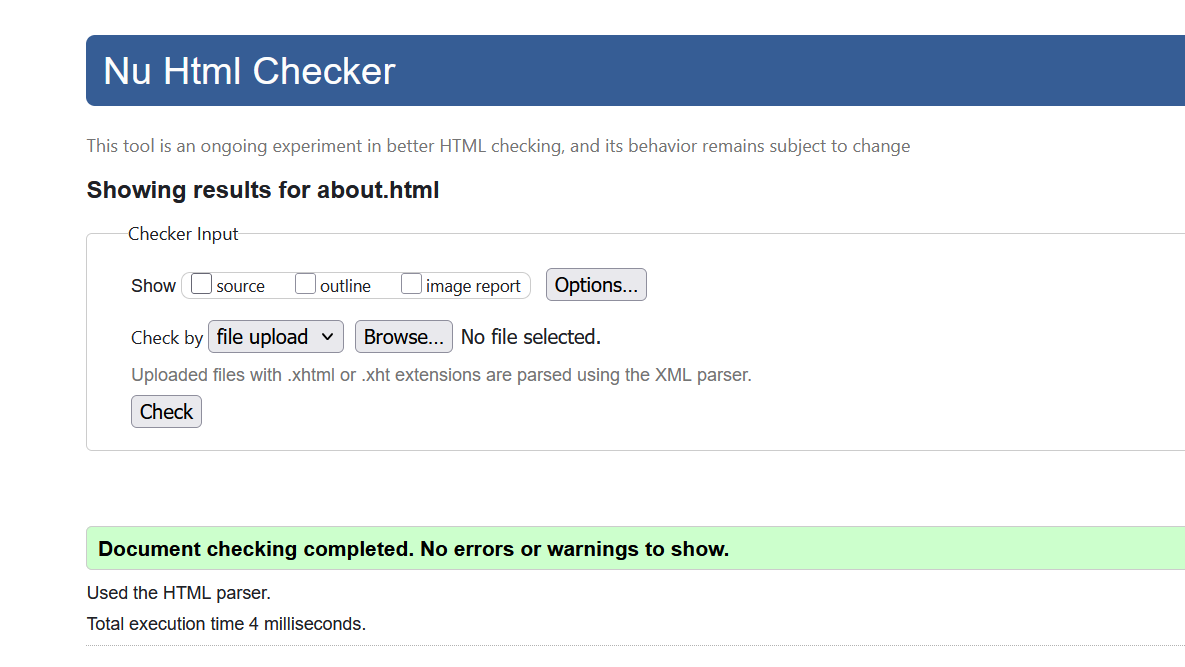 Nu Html Checker
This tool is an ongoing experiment in better HTML checking, and its behavior remains subject to change
Showing results for about.html
Checker Input
Show source outline image report Options...
Check by file upload Browse... No file selected.
Uploaded files with .xhtml or .xht extensions are parsed using the XML parser.
Check
Document checking completed. No errors or warnings to show.
Used the HTML parser.
Total execution time 4 milliseconds.